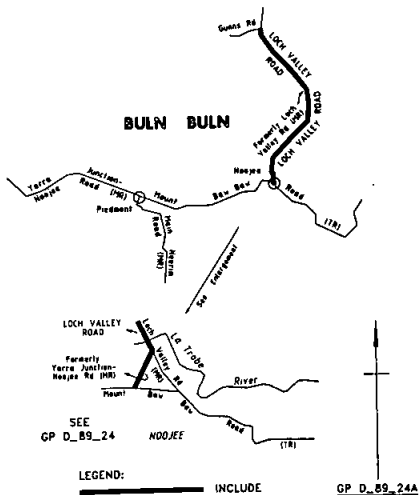 Gunns Rd
LOCH VALLEY
ROAD
Formerly Loch
Valley Rd (MR)
LOCH VALLEY ROAD
BULN BULN
Noojee
Yarra Junction-
Noojee Road (MR)
Mount Baw Baw Road
(TR)
Piedmont
Main
Neerim
Road
(MR)
See Enlargement
LOCH VALLEY
ROAD
Loch Valley Rd
(MR)
La Trobe River
Formerly
Yarra Junction-
Noojee Rd (MR)
Mount Baw Baw Road
(TR)
SEE
GP D_89_24
NOOJEE
LEGEND:
INCLUDE
GP D_89_24A